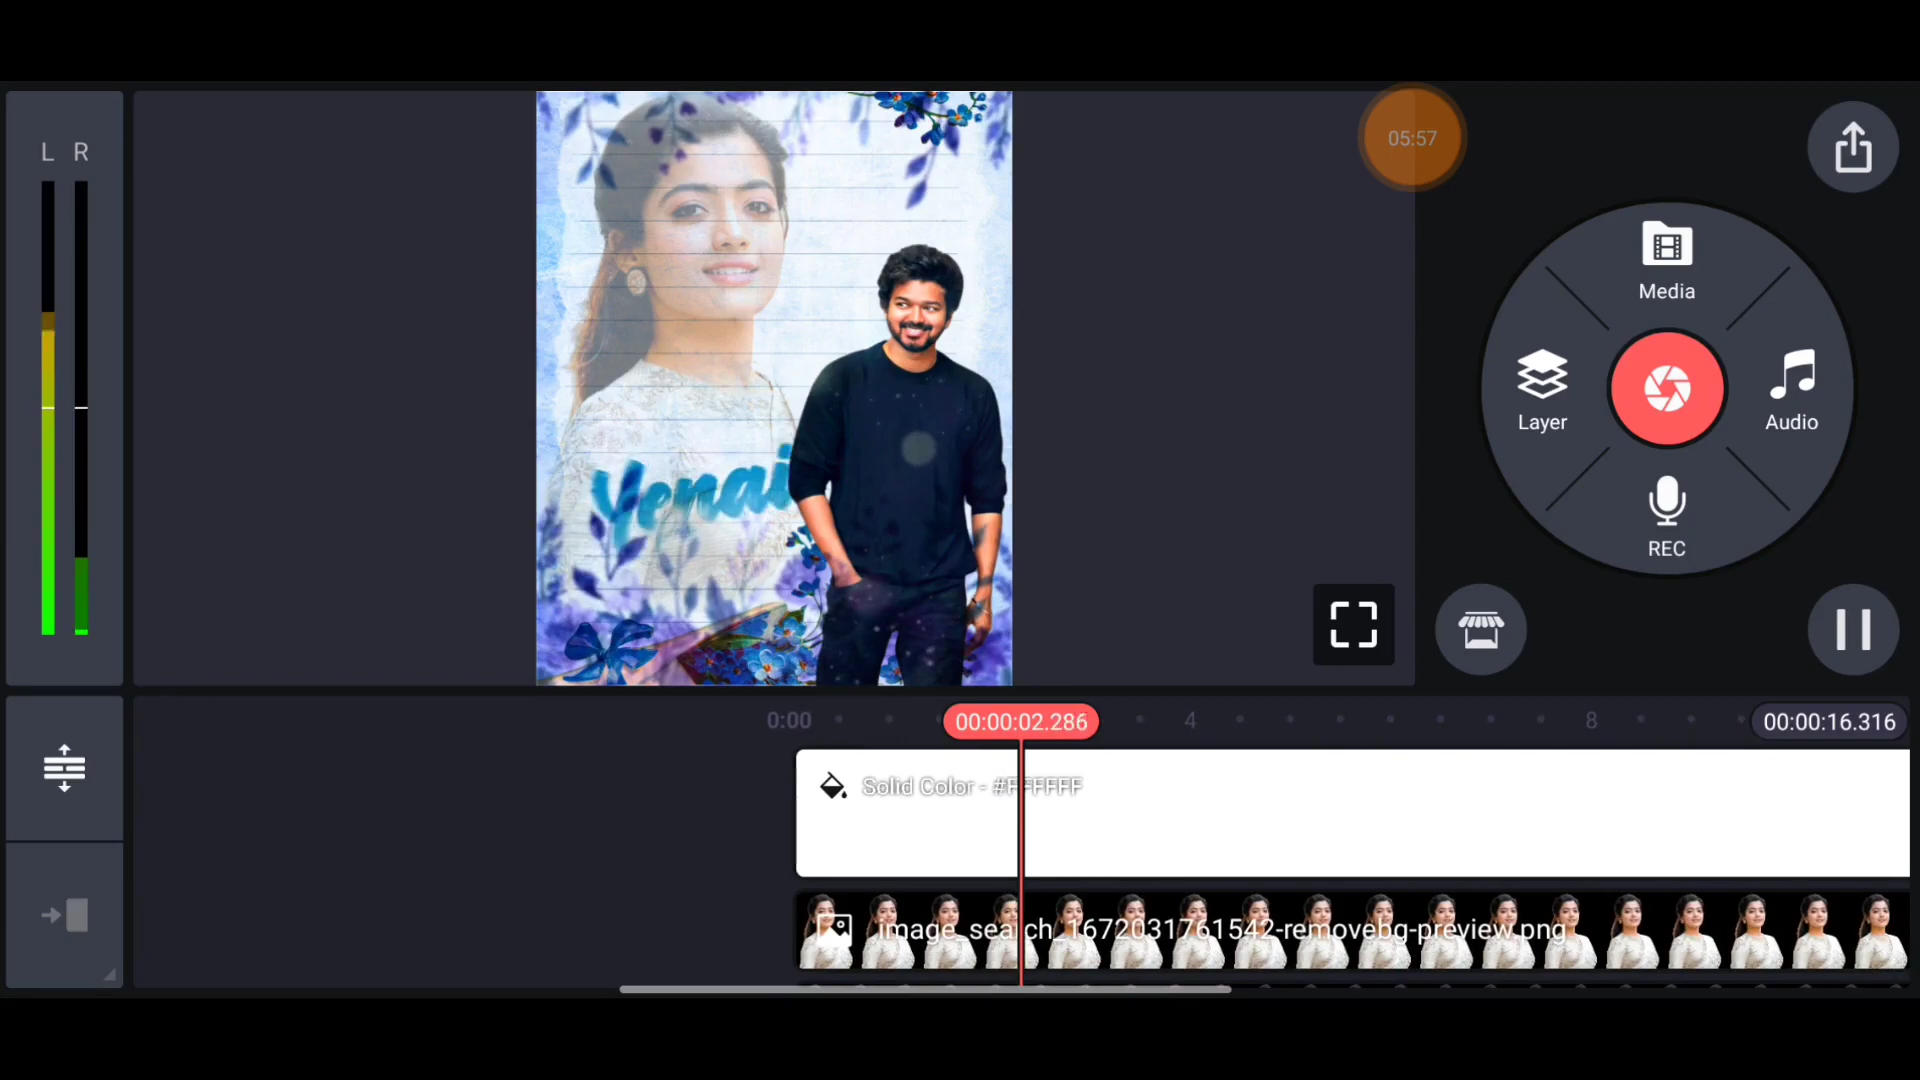 L R
05:57
Media
Layer
Audio
REC
Yenai
0:00
00:00:02.286
4
8
00:00:16.316
Solid Color - #FFFFFF
image_search_1672031761542-removebg-preview.png